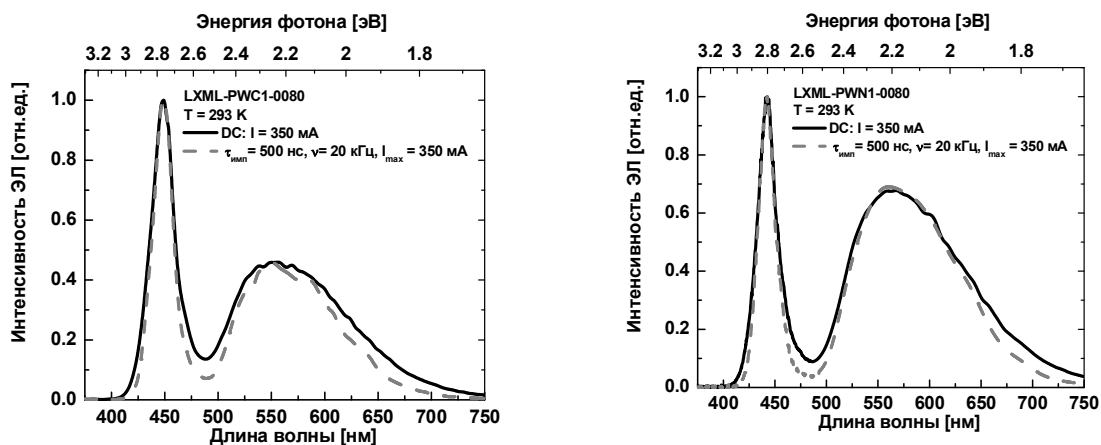 Энергия фотона [эВ]
3.2 3 2.8 2.6 2.4 2.2 2 1.8
LXML-PWC1-0080
T = 293 K
DC: I = 350 мА
τимп= 500 нс, ν= 20 кГц, Imax = 350 мА
Интенсивность ЭЛ [отн.ед.]
1.0
0.8
0.6
0.4
0.2
0.0
400 450 500 550 600 650 700 750
Длина волны [нм]
Энергия фотона [эВ]
3.2 3 2.8 2.6 2.4 2.2 2 1.8
LXML-PWN1-0080
T = 293 K
DC: I = 350 мА
τимп= 500 нс, ν= 20 кГц, Imax = 350 мА
Интенсивность ЭЛ [отн.ед.]
1.0
0.8
0.6
0.4
0.2
0.0
400 450 500 550 600 650 700 750
Длина волны [нм]